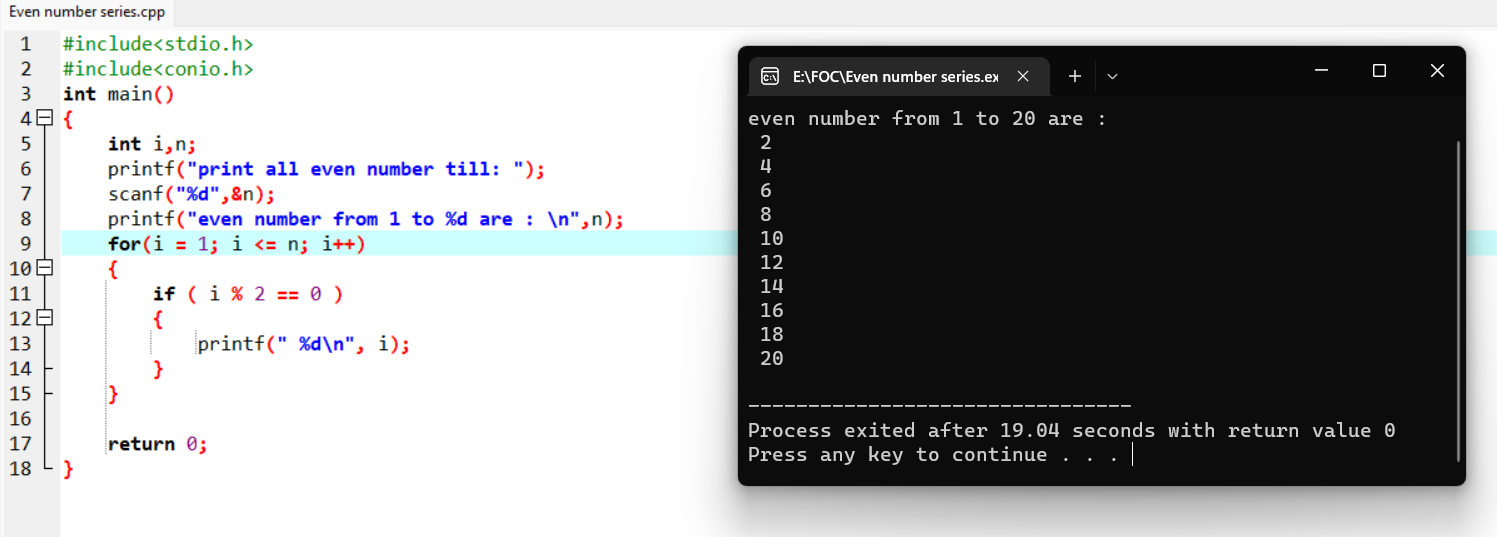 Even number series.cpp
1 #include<stdio.h>
2 #include<conio.h>
3 int main()
4 {
5 int i,n;
6 printf("print all even number till: ");
7 scanf("%d",&n);
8 printf("even number from 1 to %d are : \n",n);
9 for(i = 1; i <= n; i++)
10 {
11 if ( i % 2 == 0 )
12 {
13 printf(" %d\n", i);
14 }
15 }
16
17 return 0;
18 }
E:\FOC\Even number series.ex
even number from 1 to 20 are :
2
4
6
8
10
12
14
16
18
20
--------------------------------
Process exited after 19.04 seconds with return value 0
Press any key to continue . . .